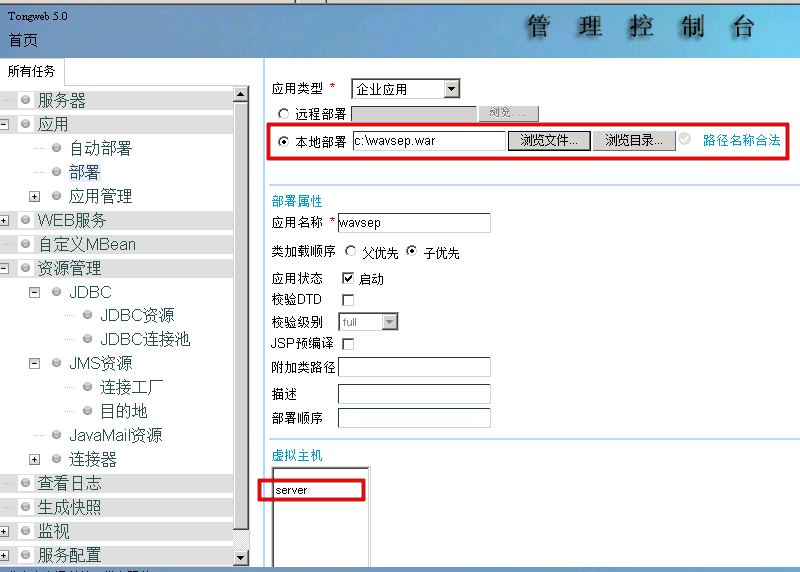 Tongweb 5.0
首页
管理控制台
所有任务
服务器
应用
自动部署
部署
应用管理
WEB服务
自定义MBean
资源管理
JDBC
JDBC资源
JDBC连接池
JMS资源
连接工厂
目的地
JavaMail资源
连接器
查看日志
生成快照
监视
服务配置
应用类型 * 企业应用
远程部署 浏览...
本地部署 c:\wavsep.war 浏览文件... 浏览目录... 路径名称合法
部署属性
应用名称 * wavsep
类加载顺序 父优先 子优先
应用状态 启动
校验DTD
校验级别 full
JSP预编译
附加类路径
描述
部署顺序
虚拟主机
server